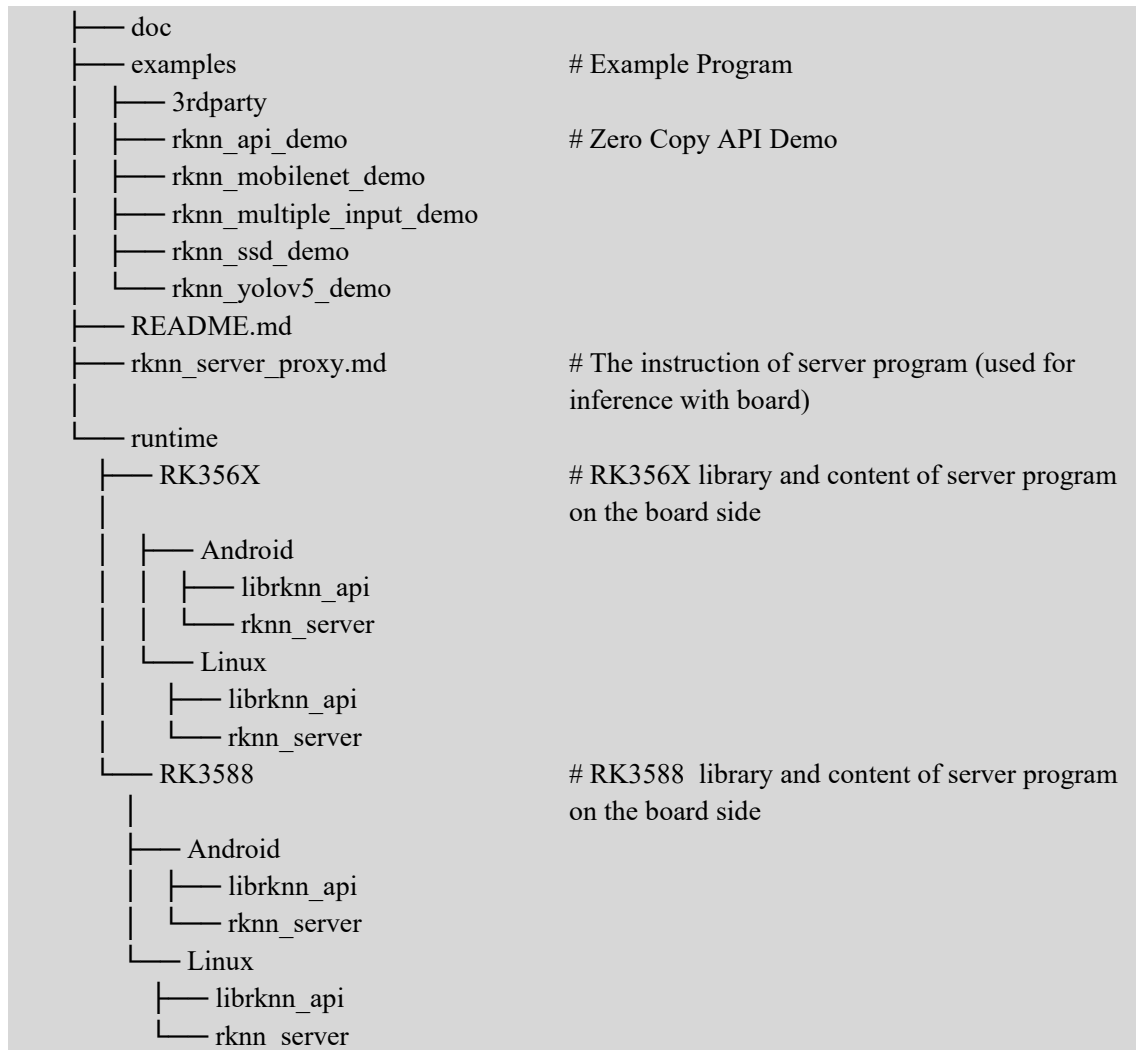 ├── doc
├── examples # Example Program
│ ├── 3rdparty
│ ├── rknn_api_demo # Zero Copy API Demo
│ ├── rknn_mobilenet_demo
│ ├── rknn_multiple_input_demo
│ ├── rknn_ssd_demo
│ └── rknn_yolov5_demo
├── README.md
├── rknn_server_proxy.md # The instruction of server program (used for
│ inference with board)
└── runtime
├── RK356X # RK356X library and content of server program
│ on the board side
│ ├── Android
│ │ ├── librknn_api
│ │ └── rknn_server
│ └── Linux
│ ├── librknn_api
│ └── rknn_server
└── RK3588 # RK3588 library and content of server program
│ on the board side
├── Android
│ ├── librknn_api
│ └── rknn_server
└── Linux
├── librknn_api
└── rknn_server